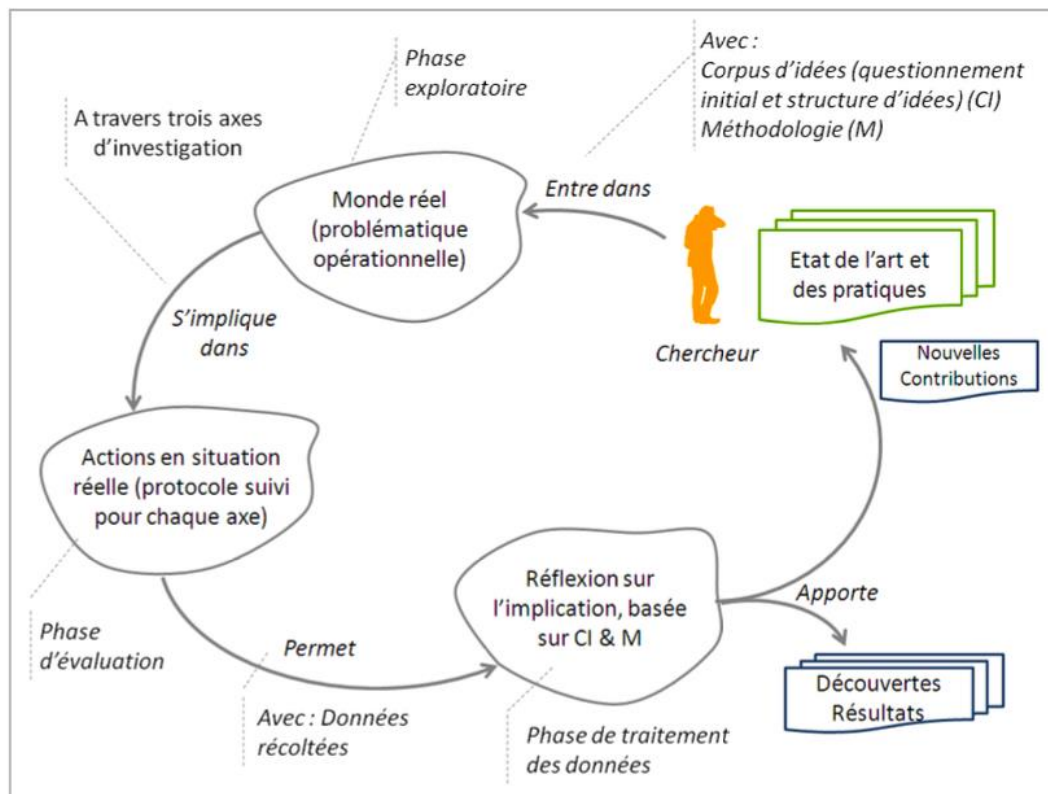 Avec :
Corpus d’idées (questionnement
initial et structure d’idées) (CI)
Méthodologie (M)
Phase
exploratoire
A travers trois axes
d’investigation
Entre dans
Monde réel
(problématique
opérationnelle)
Etat de l’art et
des pratiques
Chercheur
Nouvelles
Contributions
S’implique
dans
Actions en situation
réelle (protocole suivi
pour chaque axe)
Réflexion sur
l’implication, basée
sur CI & M
Apporte
Phase
d’évaluation
Permet
Avec : Données
récoltées
Phase de traitement
des données
Découvertes
Résultats